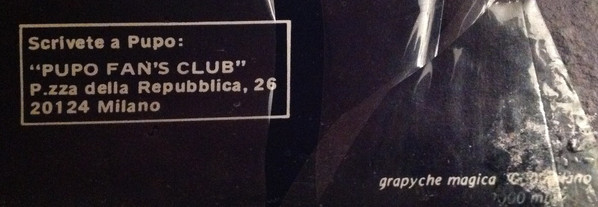 Scrivete a Pupo:
“PUPO FAN'S CLUB”
P.zza della Repubblica, 26
20124 Milano
grapyche magica